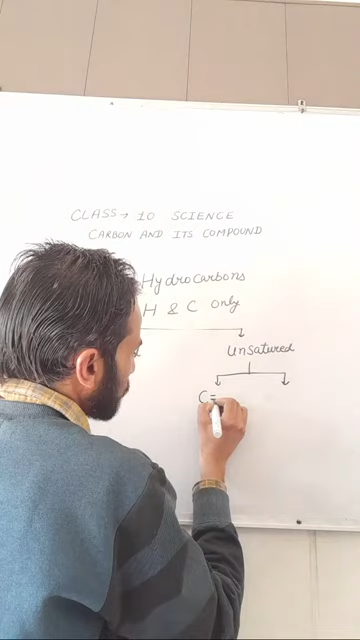 CLASS → 10 SCIENCE
CARBON AND ITS COMPOUND
Hydrocarbons
H & C only
Unsatured
C=